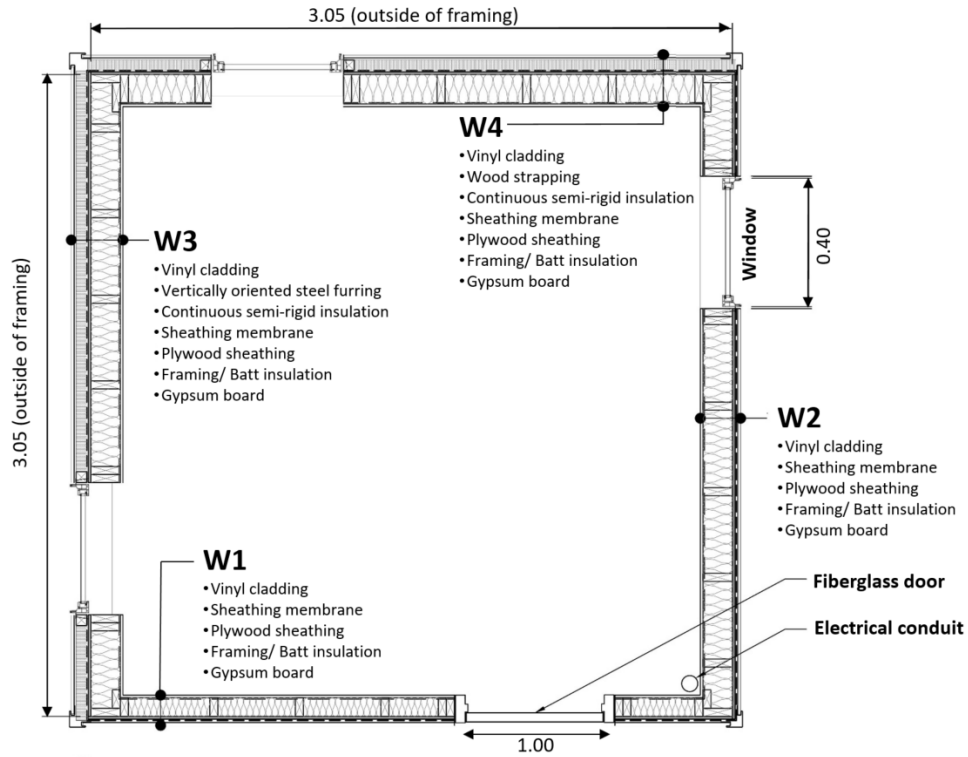 3.05 (outside of framing)
W4
•Vinyl cladding
•Wood strapping
•Continuous semi-rigid insulation
•Sheathing membrane
•Plywood sheathing
•Framing/ Batt insulation
•Gypsum board
3.05 (outside of framing)
W3
•Vinyl cladding
•Vertically oriented steel furring
•Continuous semi-rigid insulation
•Sheathing membrane
•Plywood sheathing
•Framing/ Batt insulation
•Gypsum board
Window
0.40
W2
•Vinyl cladding
•Sheathing membrane
•Plywood sheathing
•Framing/ Batt insulation
•Gypsum board
W1
•Vinyl cladding
•Sheathing membrane
•Plywood sheathing
•Framing/ Batt insulation
•Gypsum board
Fiberglass door
Electrical conduit
1.00